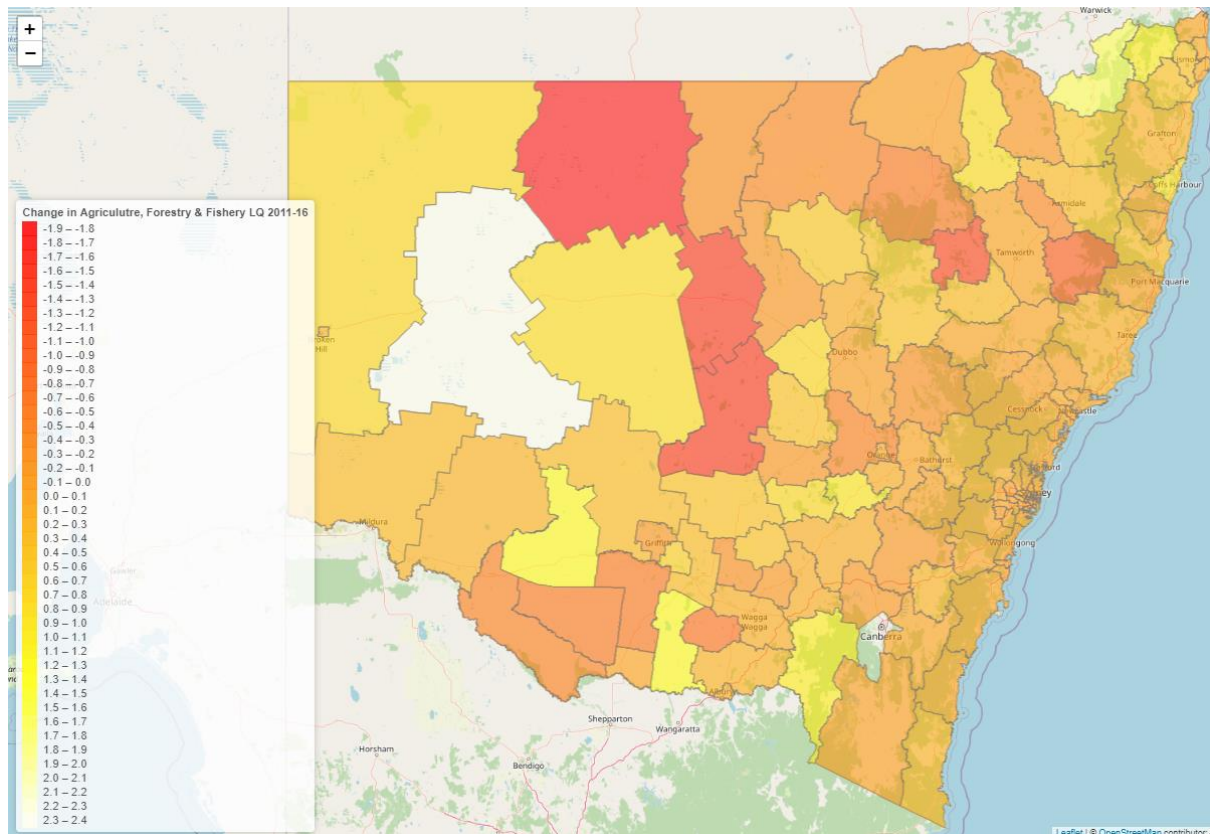 +
−
Change in Agriculutre, Forestry & Fishery LQ 2011-16
-1.9 – -1.8
-1.8 – -1.7
-1.7 – -1.6
-1.6 – -1.5
-1.5 – -1.4
-1.4 – -1.3
-1.3 – -1.2
-1.2 – -1.1
-1.1 – -1.0
-1.0 – -0.9
-0.9 – -0.8
-0.8 – -0.7
-0.7 – -0.6
-0.6 – -0.5
-0.5 – -0.4
-0.4 – -0.3
-0.3 – -0.2
-0.2 – -0.1
-0.1 – 0.0
0.0 – 0.1
0.1 – 0.2
0.2 – 0.3
0.3 – 0.4
0.4 – 0.5
0.5 – 0.6
0.6 – 0.7
0.7 – 0.8
0.8 – 0.9
0.9 – 1.0
1.0 – 1.1
1.1 – 1.2
1.2 – 1.3
1.3 – 1.4
1.4 – 1.5
1.5 – 1.6
1.6 – 1.7
1.7 – 1.8
1.8 – 1.9
1.9 – 2.0
2.0 – 2.1
2.1 – 2.2
2.2 – 2.3
2.3 – 2.4
Warwick
Grafton
Coffs Harbour
Armidale
Tamworth
Port Macquarie
Taree
Dubbo
Hill
Cessnock
Orange
Bathurst
Mildura
Griffith
Wollongong
Gawler
Adelaide
Wagga
Wagga
Canberra
Albury
Shepparton
Wangaratta
Horsham
Bendigo
Leaflet | © OpenStreetMap contributor